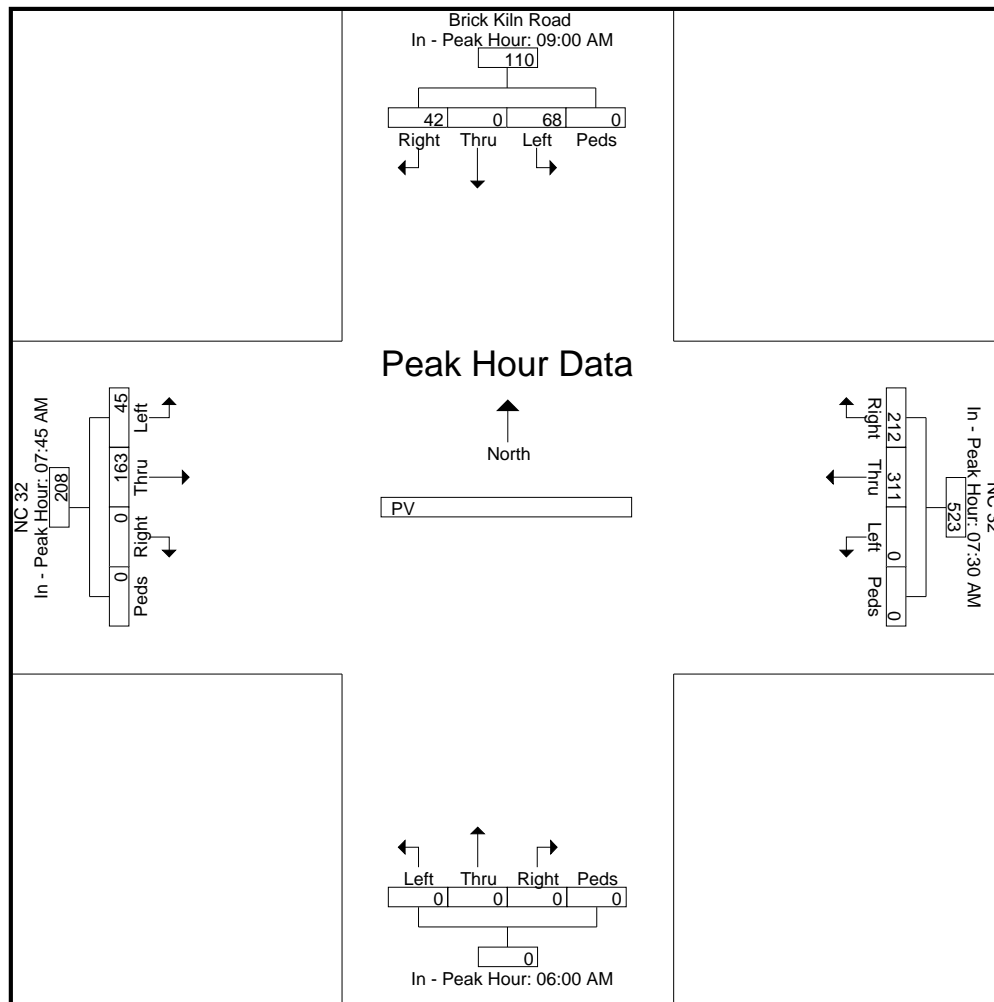 Brick Kiln Road
In - Peak Hour: 09:00 AM
110
42 0 68 0
Right Thru Left Peds
Peak Hour Data
North
PV
NC 32
In - Peak Hour: 07:45 AM
208
45 163 0 0
Left Thru Right Peds
NC 32
In - Peak Hour: 07:30 AM
523
212 311 0 0
Right Thru Left Peds
Left Thru Right Peds
0 0 0 0
0
In - Peak Hour: 06:00 AM